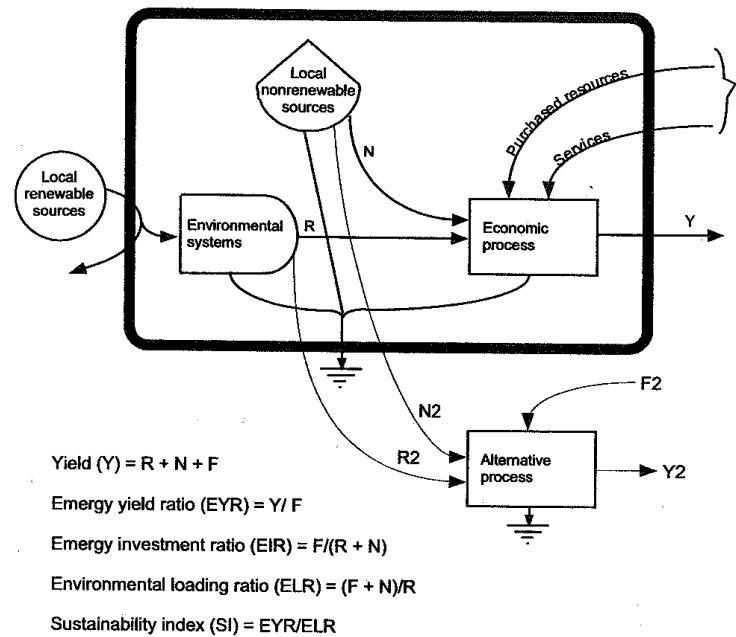 Local
nonrenewable
sources
Purchased resources
Services
N
Local
renewable
sources
Environmental
systems
R
Economic
process
Y
F2
N2
R2
Alternative
process
Y2
Yield (Y) = R + N + F
Emergy yield ratio (EYR) = Y/ F
Emergy investment ratio (EIR) = F/(R + N)
Environmental loading ratio (ELR) = (F + N)/R
Sustainability index (SI) = EYR/ELR